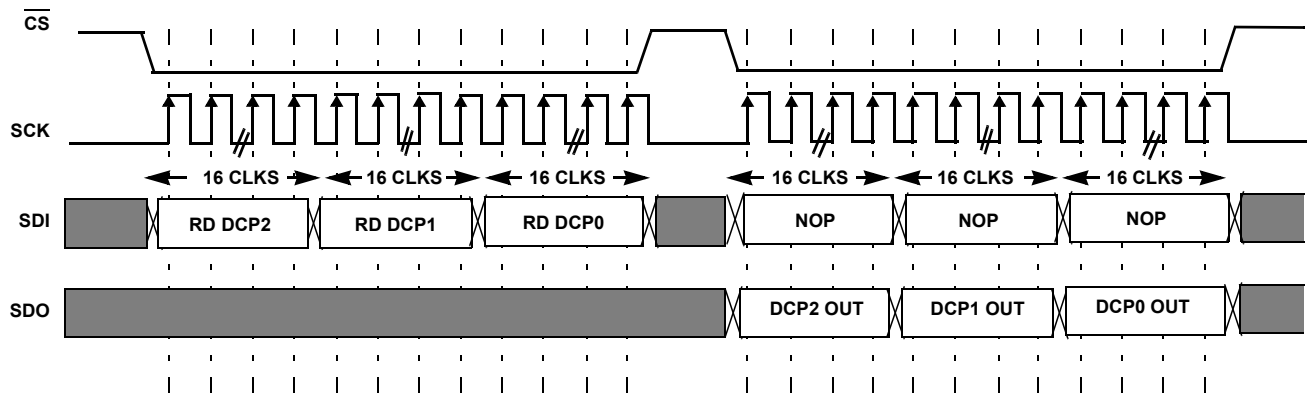 CS
SCK
16 CLKS 16 CLKS 16 CLKS 16 CLKS 16 CLKS 16 CLKS
SDI RD DCP2 RD DCP1 RD DCP0 NOP NOP NOP
SDO DCP2 OUT DCP1 OUT DCP0 OUT